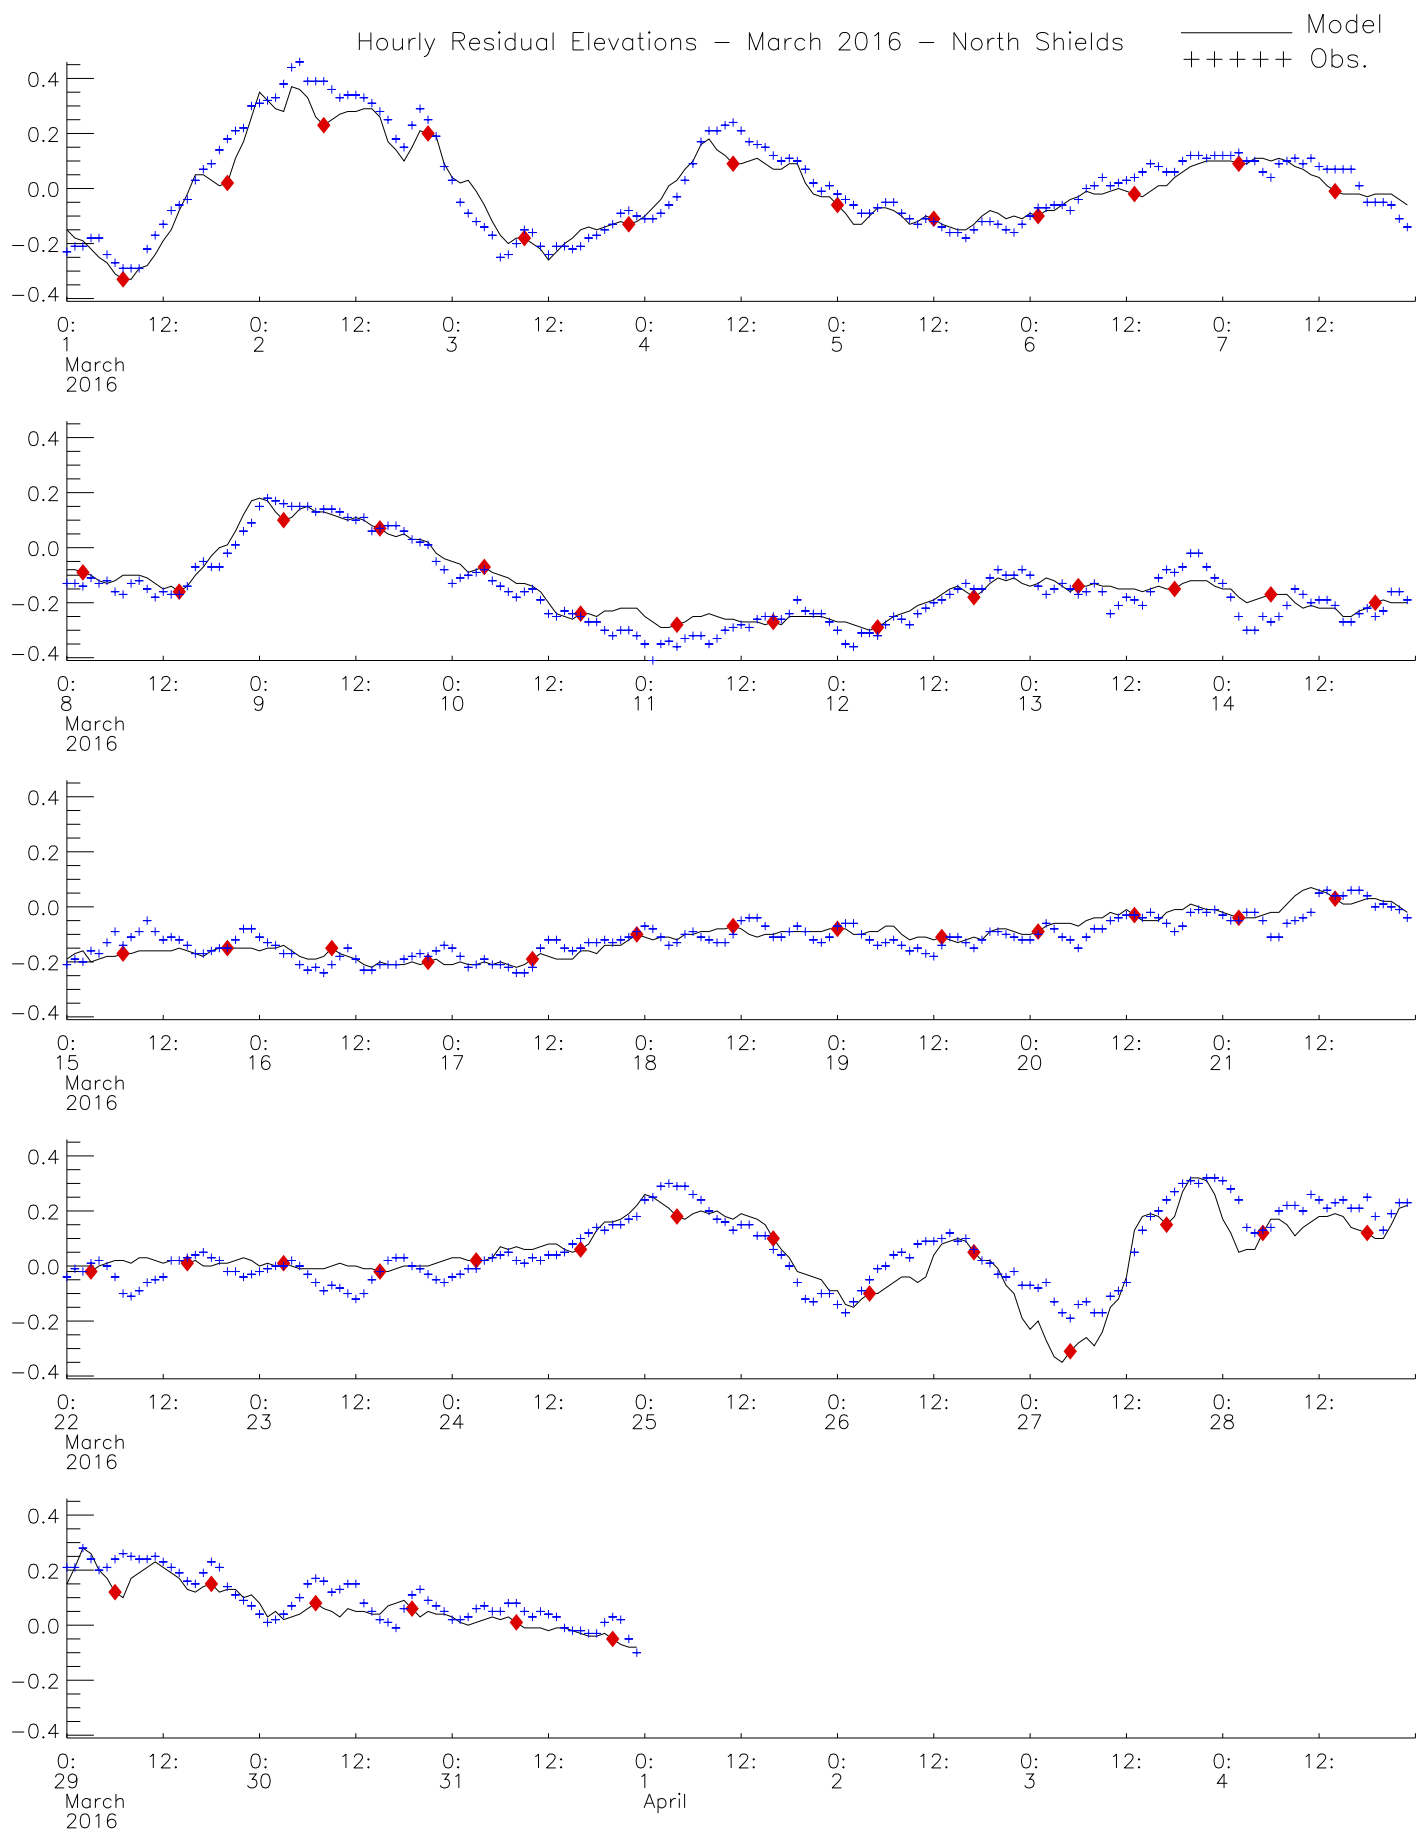 Hourly Residual Elevations – March 2016 – North Shields
Model
+++++ Obs.
0.4
0.2
0.0
−0.2
−0.4
0: 12: 0: 12: 0: 12: 0: 12: 0: 12: 0: 12: 0: 12:
1 2 3 4 5 6 7
March
2016
0.4
0.2
0.0
−0.2
−0.4
0: 12: 0: 12: 0: 12: 0: 12: 0: 12: 0: 12: 0: 12:
8 9 10 11 12 13 14
March
2016
0.4
0.2
0.0
−0.2
−0.4
0: 12: 0: 12: 0: 12: 0: 12: 0: 12: 0: 12: 0: 12:
15 16 17 18 19 20 21
March
2016
0.4
0.2
0.0
−0.2
−0.4
0: 12: 0: 12: 0: 12: 0: 12: 0: 12: 0: 12: 0: 12:
22 23 24 25 26 27 28
March
2016
0.4
0.2
0.0
−0.2
−0.4
0: 12: 0: 12: 0: 12: 0: 12: 0: 12: 0: 12: 0: 12:
29 30 31 1 2 3 4
March April
2016